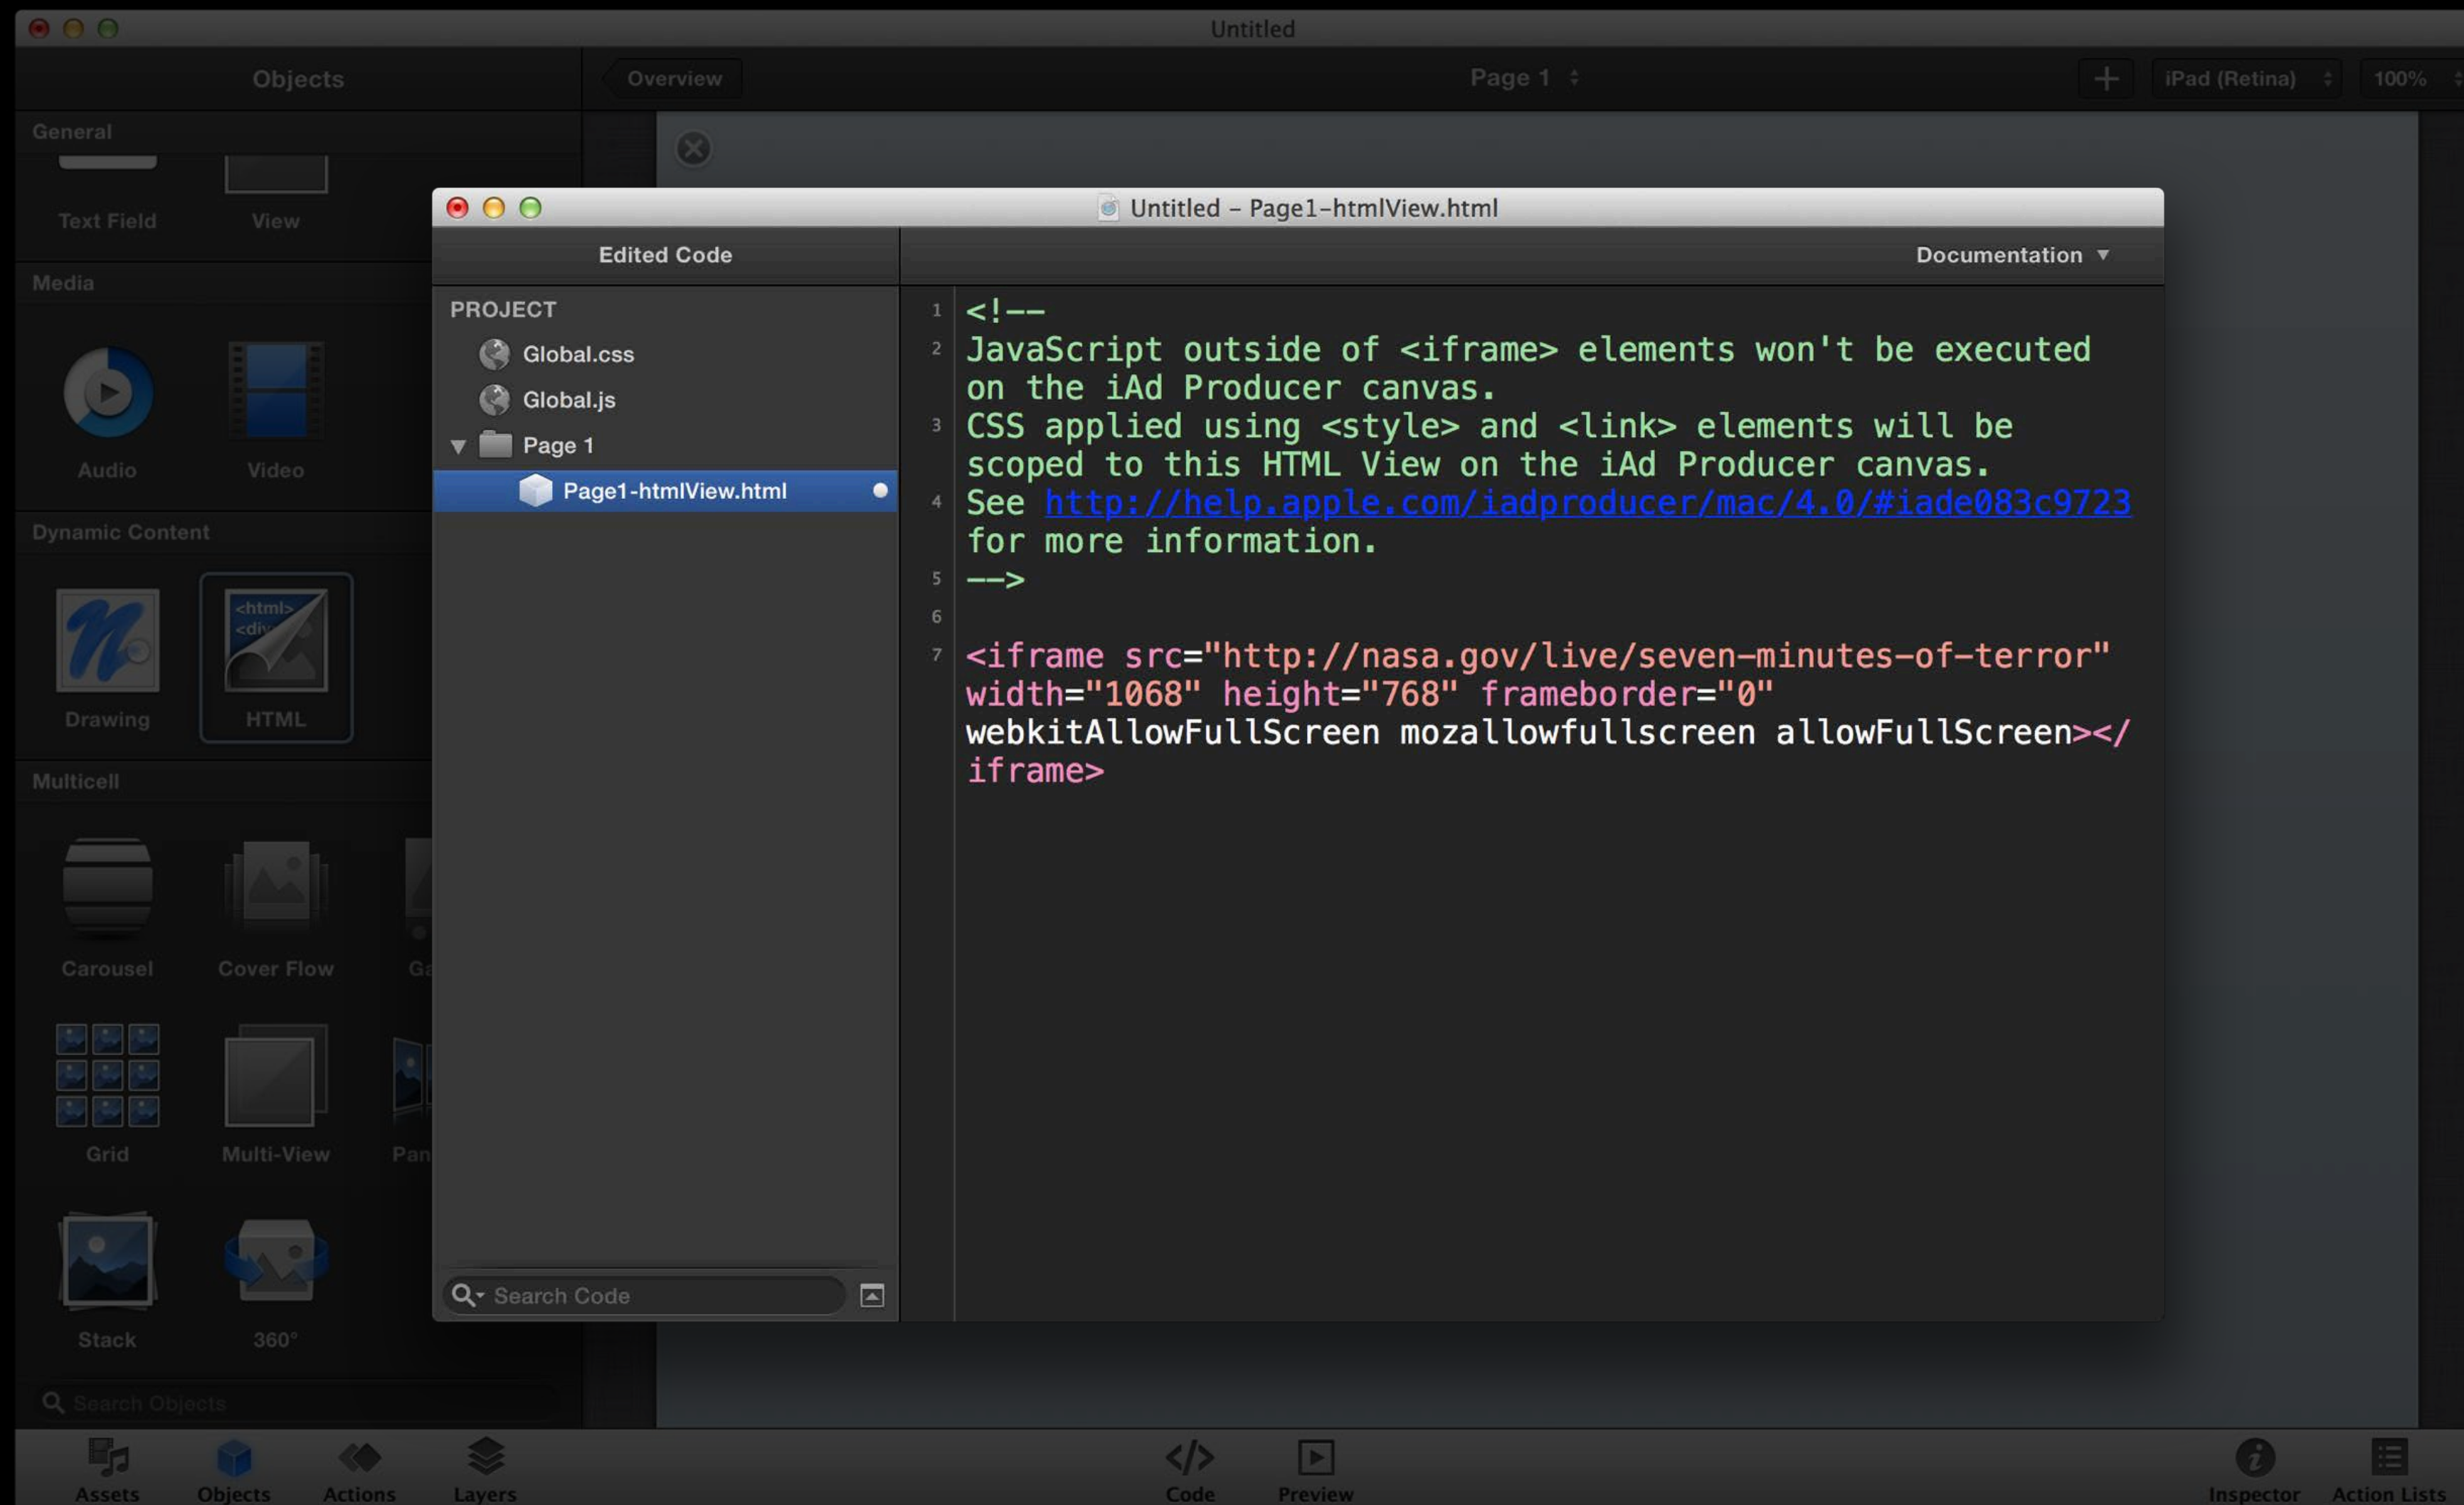 Untitled
Objects
Overview
Page 1
iPad (Retina)
100%
General
Text Field
View
Media
Audio
Video
Dynamic Content
<html>
<div
Drawing
HTML
Multicell
Carousel
Cover Flow
Grid
Multi-View
Stack
360°
Search Objects
Untitled – Page1-htmlView.html
Edited Code
Documentation
PROJECT
Global.css
Global.js
Page 1
Page1-htmlView.html
Search Code
1 <!--
2 JavaScript outside of <iframe> elements won't be executed
on the iAd Producer canvas.
3 CSS applied using <style> and <link> elements will be
scoped to this HTML View on the iAd Producer canvas.
4 See http://help.apple.com/iadproducer/mac/4.0/#iade083c9723
for more information.
5 -->
6
7 <iframe src="http://nasa.gov/live/seven-minutes-of-terror"
width="1068" height="768" frameborder="0"
webkitAllowFullScreen mozallowfullscreen allowFullScreen></
iframe>
Assets
Objects
Actions
Layers
Code
Preview
Inspector
Action Lists